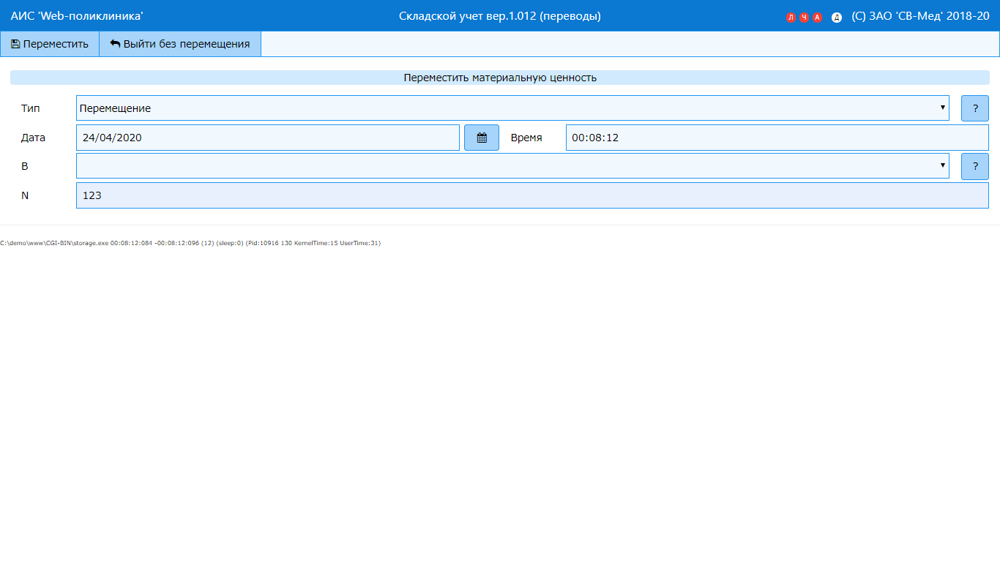 АИС 'Web-поликлиника' Складской учет вер.1.012 (переводы) Л Ч А Д (С) ЗАО 'СВ-Мед' 2018-20
Переместить Выйти без перемещения
Переместить материальную ценность
Тип Перемещение ?
Дата 24/04/2020 Время 00:08:12
В ?
N 123
C:\demo\www\CGI-BIN\storage.exe 00:08:12:084 -00:08:12:096 (12) (sleep:0) (Pid:10916 130 KernelTime:15 UserTime:31)